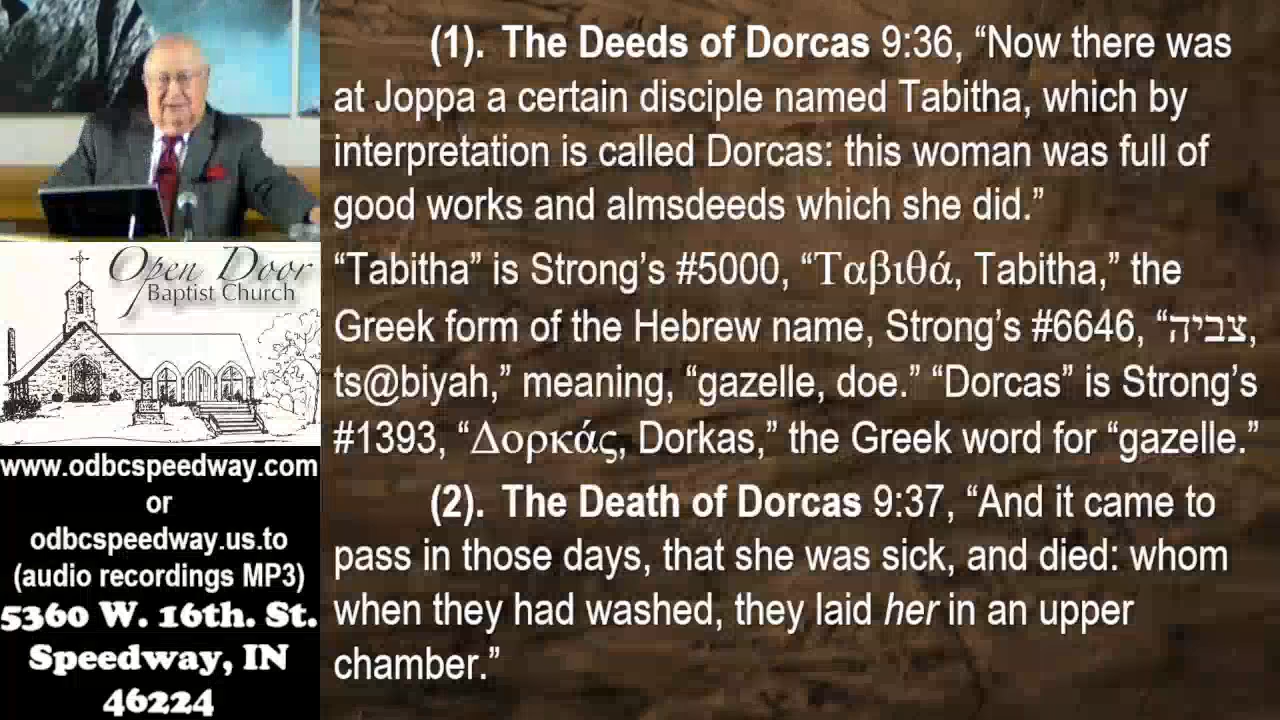 (1). The Deeds of Dorcas 9:36, “Now there was
at Joppa a certain disciple named Tabitha, which by
interpretation is called Dorcas: this woman was full of
good works and almsdeeds which she did.”
“Tabitha” is Strong’s #5000, “Ταβιθά, Tabitha,” the
Greek form of the Hebrew name, Strong’s #6646, “צביה,
ts@biyah,” meaning, “gazelle, doe.” “Dorcas” is Strong’s
#1393, “Δορκάς, Dorkas,” the Greek word for “gazelle.”
(2). The Death of Dorcas 9:37, “And it came to
pass in those days, that she was sick, and died: whom
when they had washed, they laid her in an upper
chamber.”
Open Door
Baptist Church
www.odbcspeedway.com
or
odbcspeedway.us.to
(audio recordings MP3)
5360 W. 16th. St.
Speedway, IN
46224